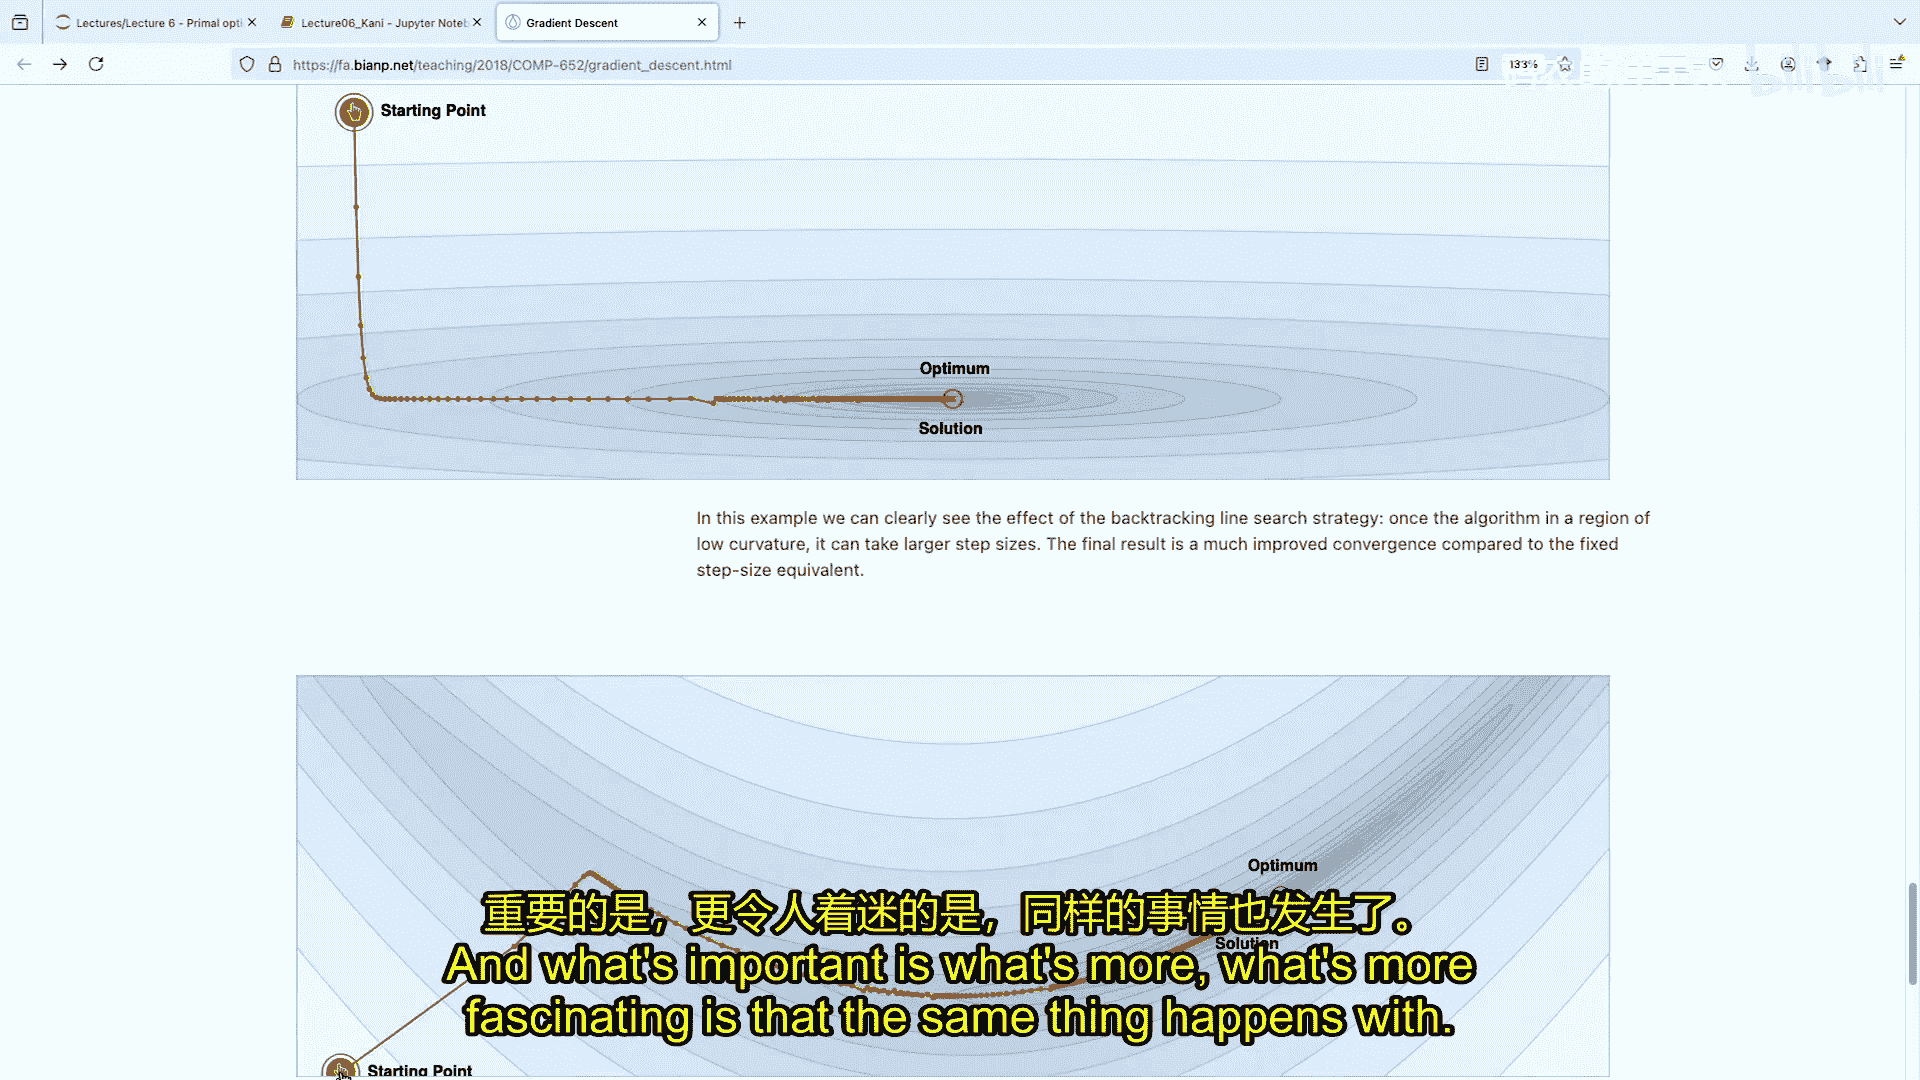 Lectures/Lecture 6 - Primal opti
Lecture06_Kani - Jupyter Noteb
Gradient Descent
https://fa.bianp.net/teaching/2018/COMP-652/gradient_descent.html
133%
Starting Point
Optimum
Solution
In this example we can clearly see the effect of the backtracking line search strategy: once the algorithm in a region of
low curvature, it can take larger step sizes. The final result is a much improved convergence compared to the fixed
step-size equivalent.
Optimum
Solution
重要的是，更令人着迷的是，同样的事情也发生了。
And what's important is what's more, what's more
fascinating is that the same thing happens with.
Starting Point